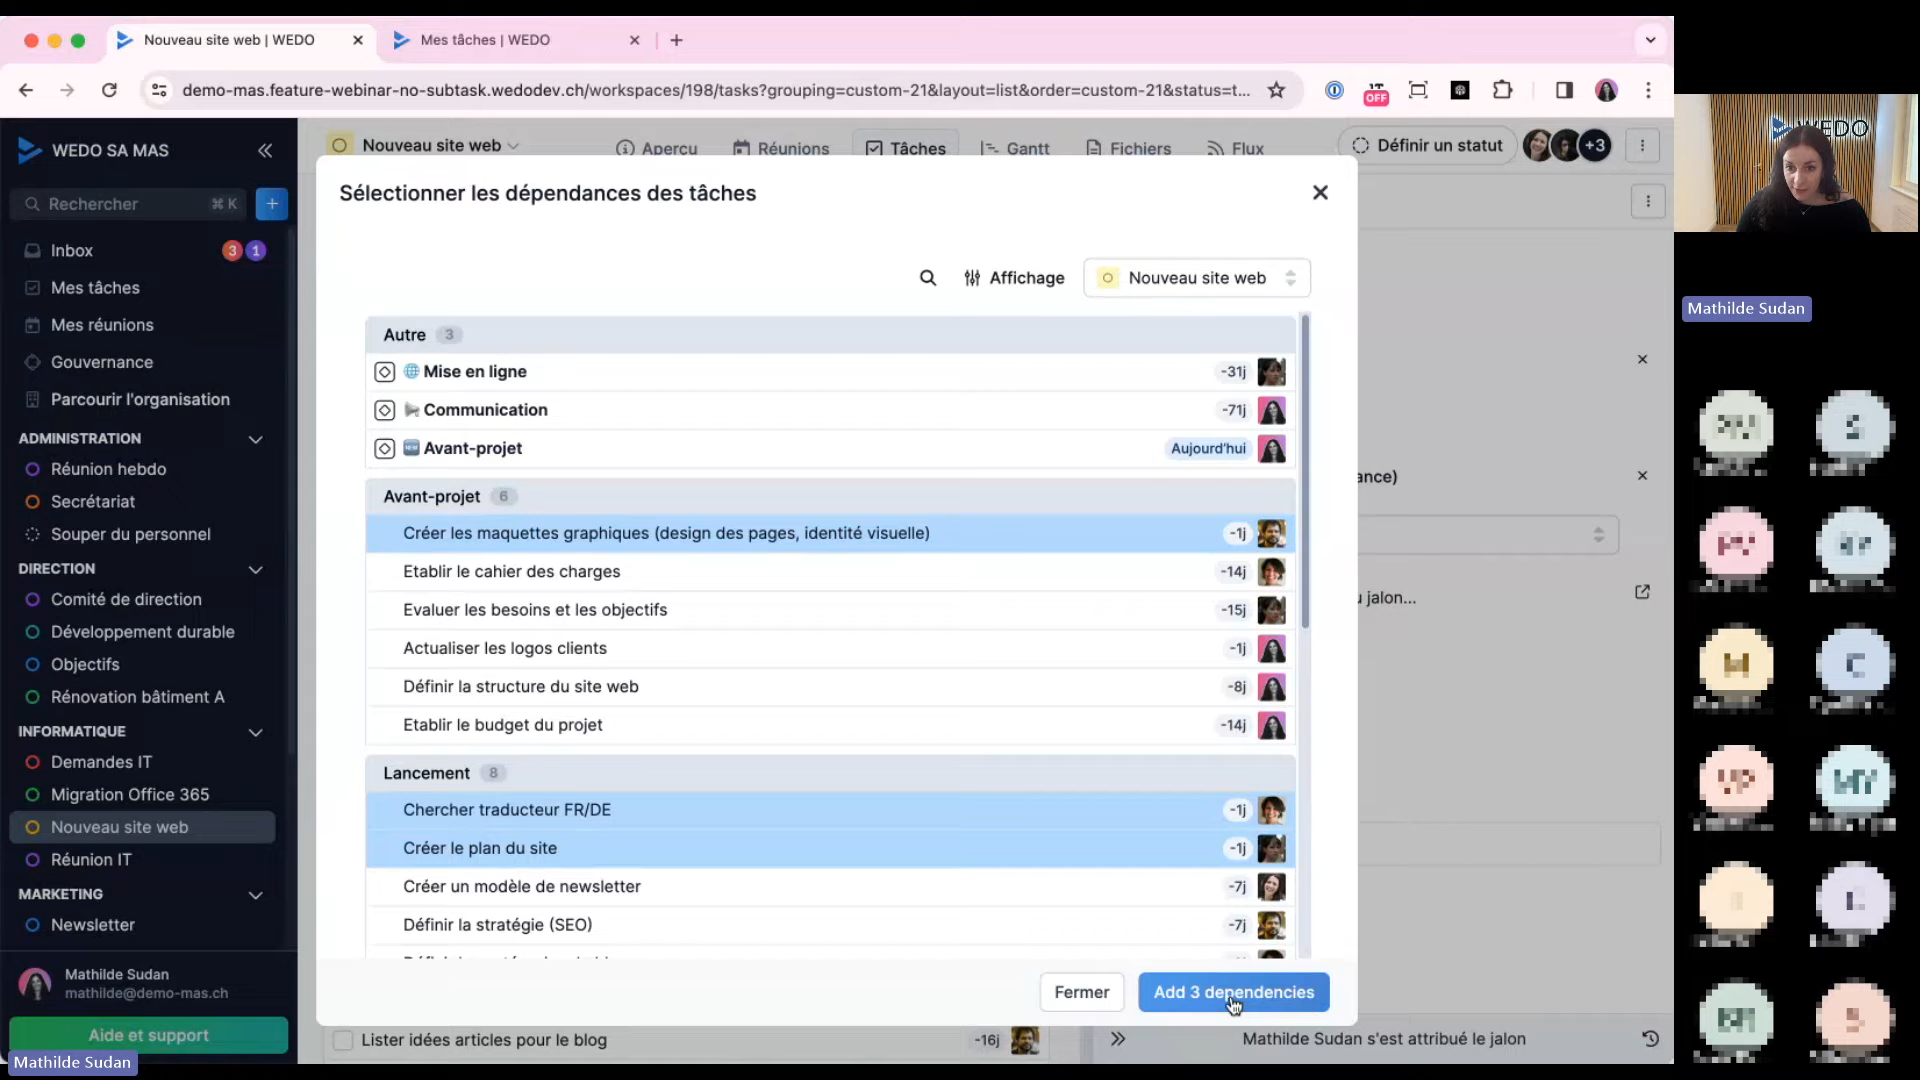 Nouveau site web | WEDO
Mes tâches | WEDO
demo-mas.feature-webinar-no-subtask.wedodev.ch/workspaces/198/tasks?grouping=custom-21&layout=list&order=custom-21&status=t...
OFF
WEDO SA MAS
Rechercher
⌘ K
Inbox
3
1
Mes tâches
Mes réunions
Gouvernance
Parcourir l'organisation
ADMINISTRATION
Réunion hebdo
Secrétariat
Souper du personnel
DIRECTION
Comité de direction
Développement durable
Objectifs
Rénovation bâtiment A
INFORMATIQUE
Demandes IT
Migration Office 365
Nouveau site web
Réunion IT
MARKETING
Newsletter
Mathilde Sudan
mathilde@demo-mas.ch
Aide et support
Mathilde Sudan
Nouveau site web
Aperçu
Réunions
Tâches
Gantt
Fichiers
Flux
Définir un statut
+3
Sélectionner les dépendances des tâches
Affichage
Nouveau site web
Autre 3
Mise en ligne -31j
Communication -71j
Avant-projet Aujourd'hui
Avant-projet 6
Créer les maquettes graphiques (design des pages, identité visuelle) -1j
Etablir le cahier des charges -14j
Evaluer les besoins et les objectifs -15j
Actualiser les logos clients -1j
Définir la structure du site web -8j
Etablir le budget du projet -14j
Lancement 8
Chercher traducteur FR/DE -1j
Créer le plan du site -1j
Créer un modèle de newsletter -7j
Définir la stratégie (SEO) -7j
Fermer
Add 3 dependencies
ance)
jalon...
Lister idées articles pour le blog -16j
Mathilde Sudan s'est attribué le jalon
WEDO
Mathilde Sudan